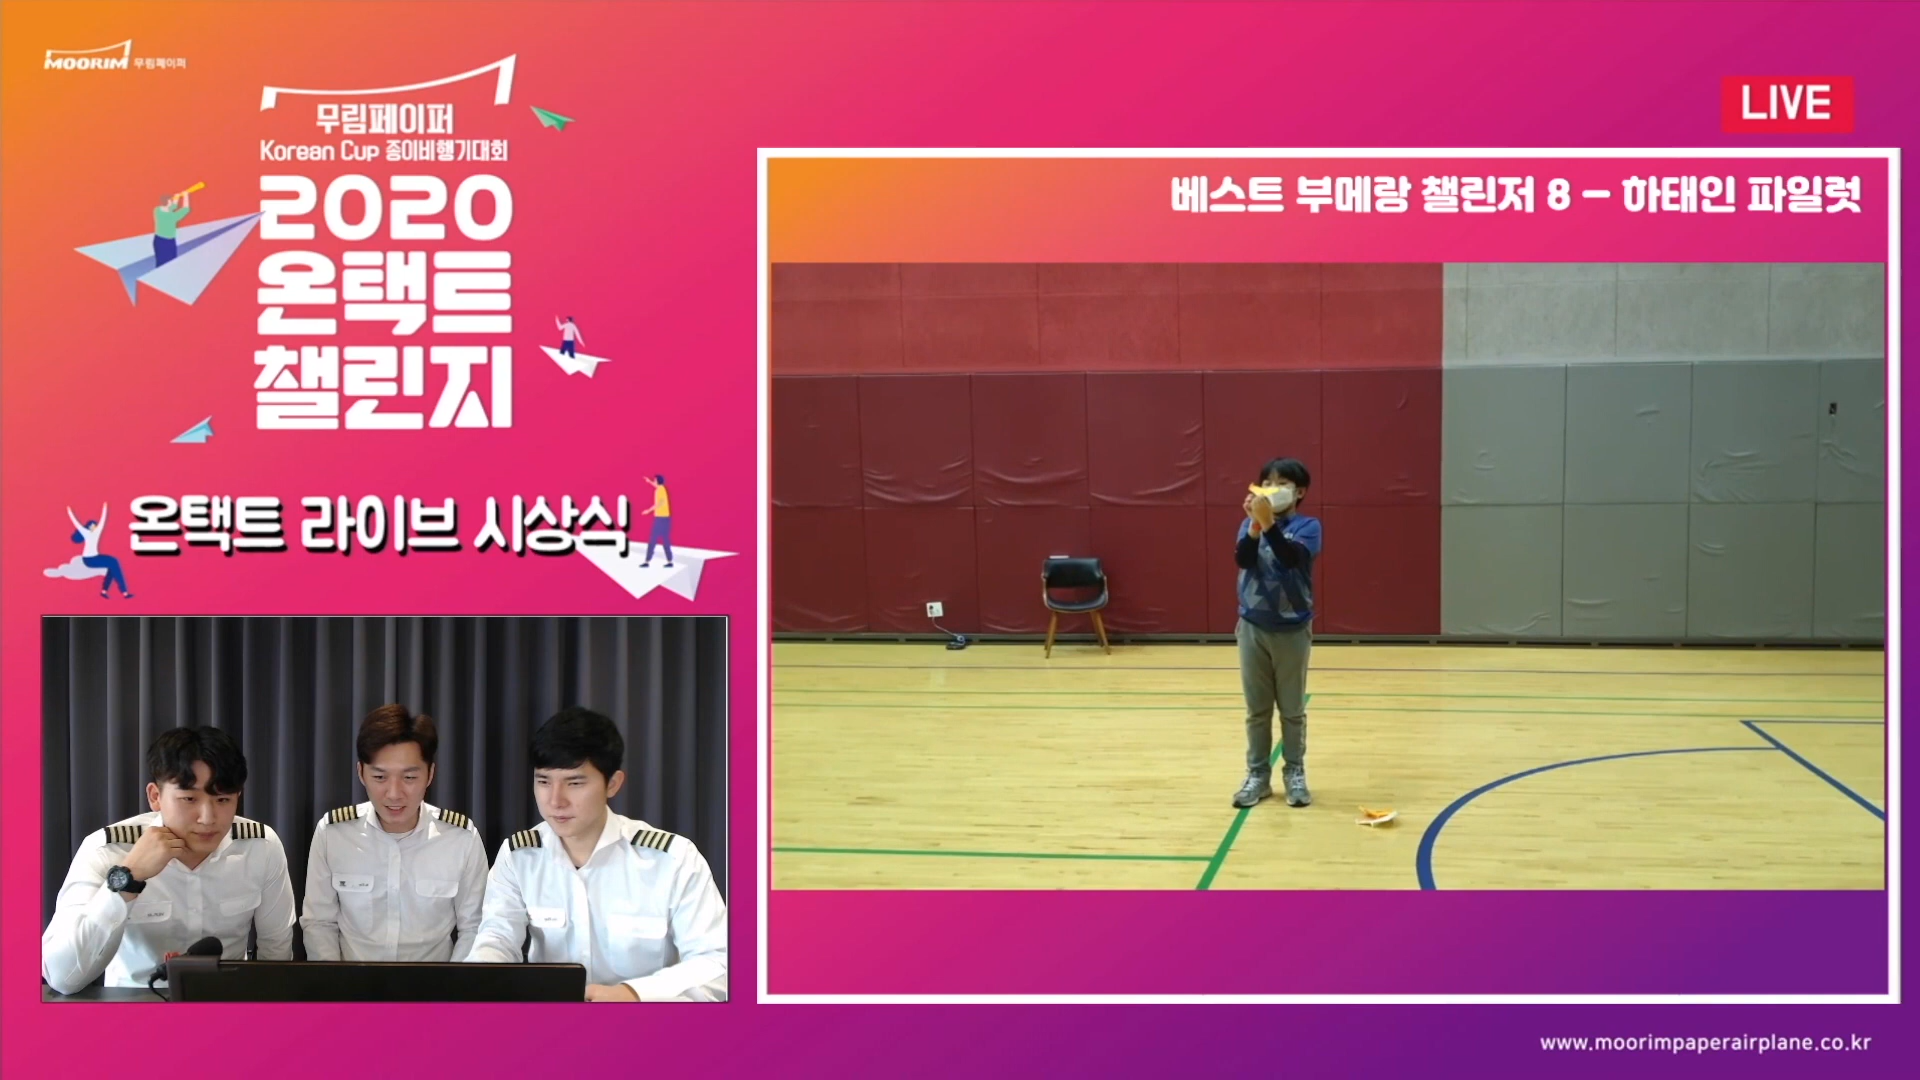 MOORIM 무림페이퍼
무림페이퍼
Korean Cup 종이비행기대회
2020
온택트
챌린지
온택트 라이브 시상식
LIVE
베스트 부메랑 챌린저 8 - 하태인 파일럿
www.moorimpaperairplane.co.kr